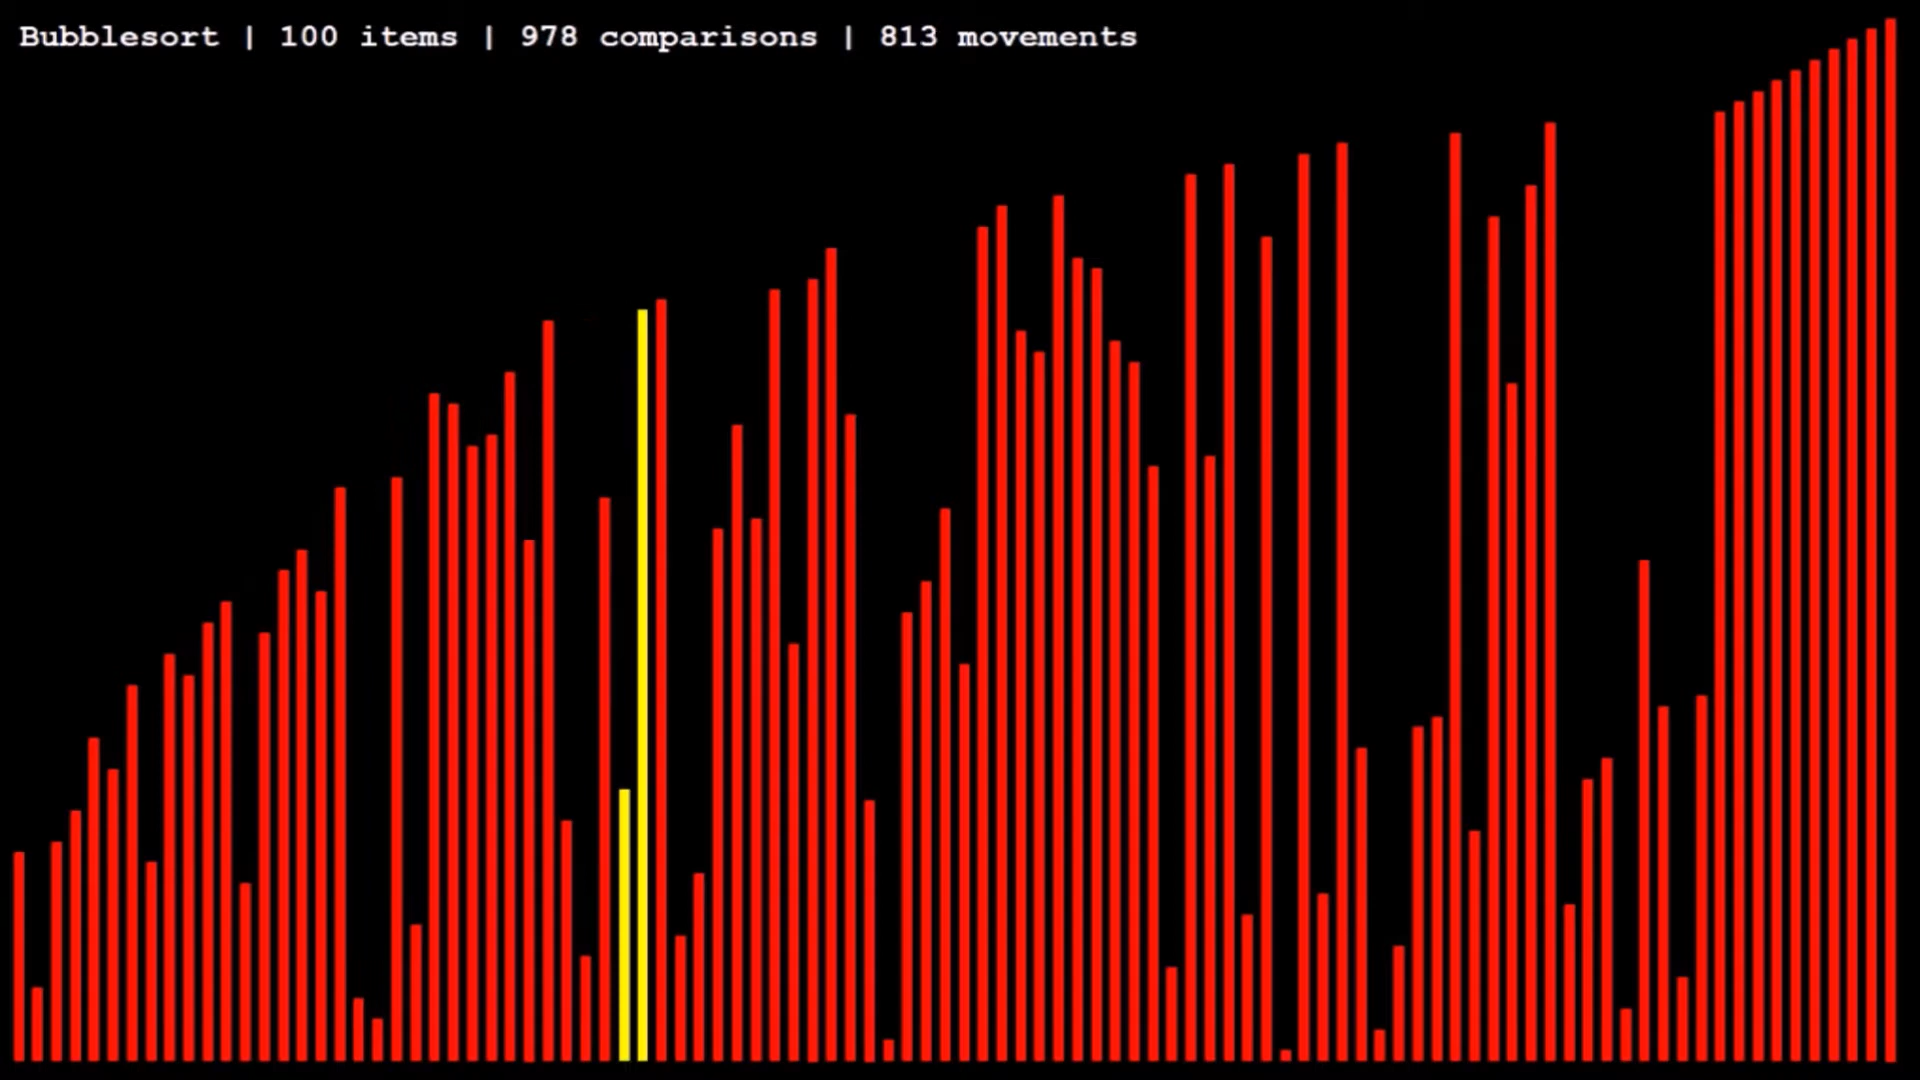 Bubblesort | 100 items | 978 comparisons | 813 movements